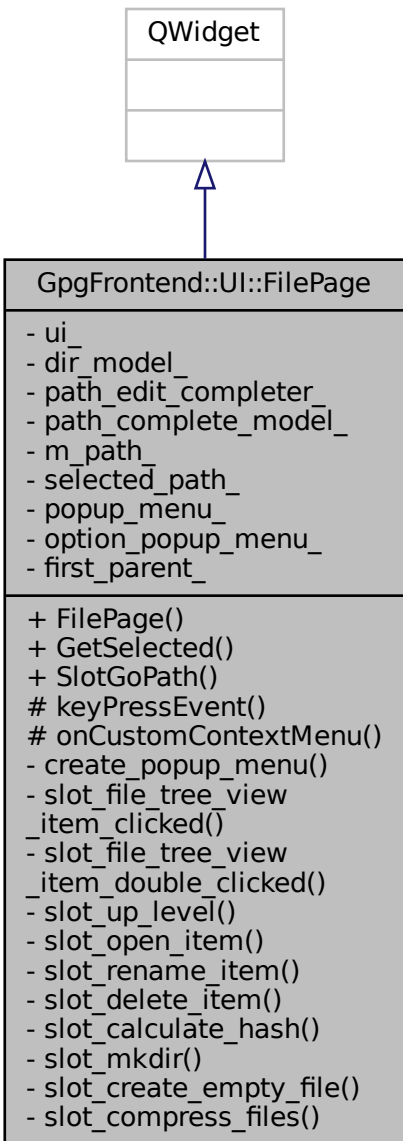 QWidget
GpgFrontend::UI::FilePage
- ui_
- dir_model_
- path_edit_completer_
- path_complete_model_
- m_path_
- selected_path_
- popup_menu_
- option_popup_menu_
- first_parent_
+ FilePage()
+ GetSelected()
+ SlotGoPath()
# keyPressEvent()
# onCustomContextMenu()
- create_popup_menu()
- slot_file_tree_view
_item_clicked()
- slot_file_tree_view
_item_double_clicked()
- slot_up_level()
- slot_open_item()
- slot_rename_item()
- slot_delete_item()
- slot_calculate_hash()
- slot_mkdir()
- slot_create_empty_file()
- slot_compress_files()